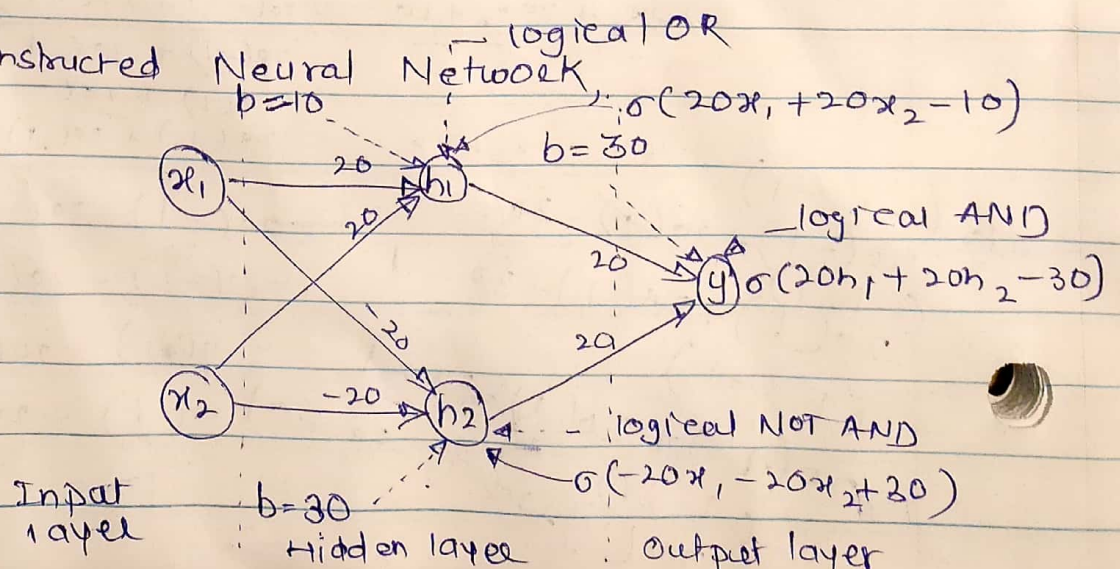 – logical OR
nstructed Neural Network
b=10
σ(20x₁ + 20x₂ – 10)
b = 30
x₁
20
h₁
20
– logical AND
20
y σ(20h₁ + 20h₂ – 30)
-20
20
x₂
-20
h₂
– logical NOT AND
σ(-20x₁ – 20x₂ + 30)
Input
layer
b=30
Hidden layer
Output layer